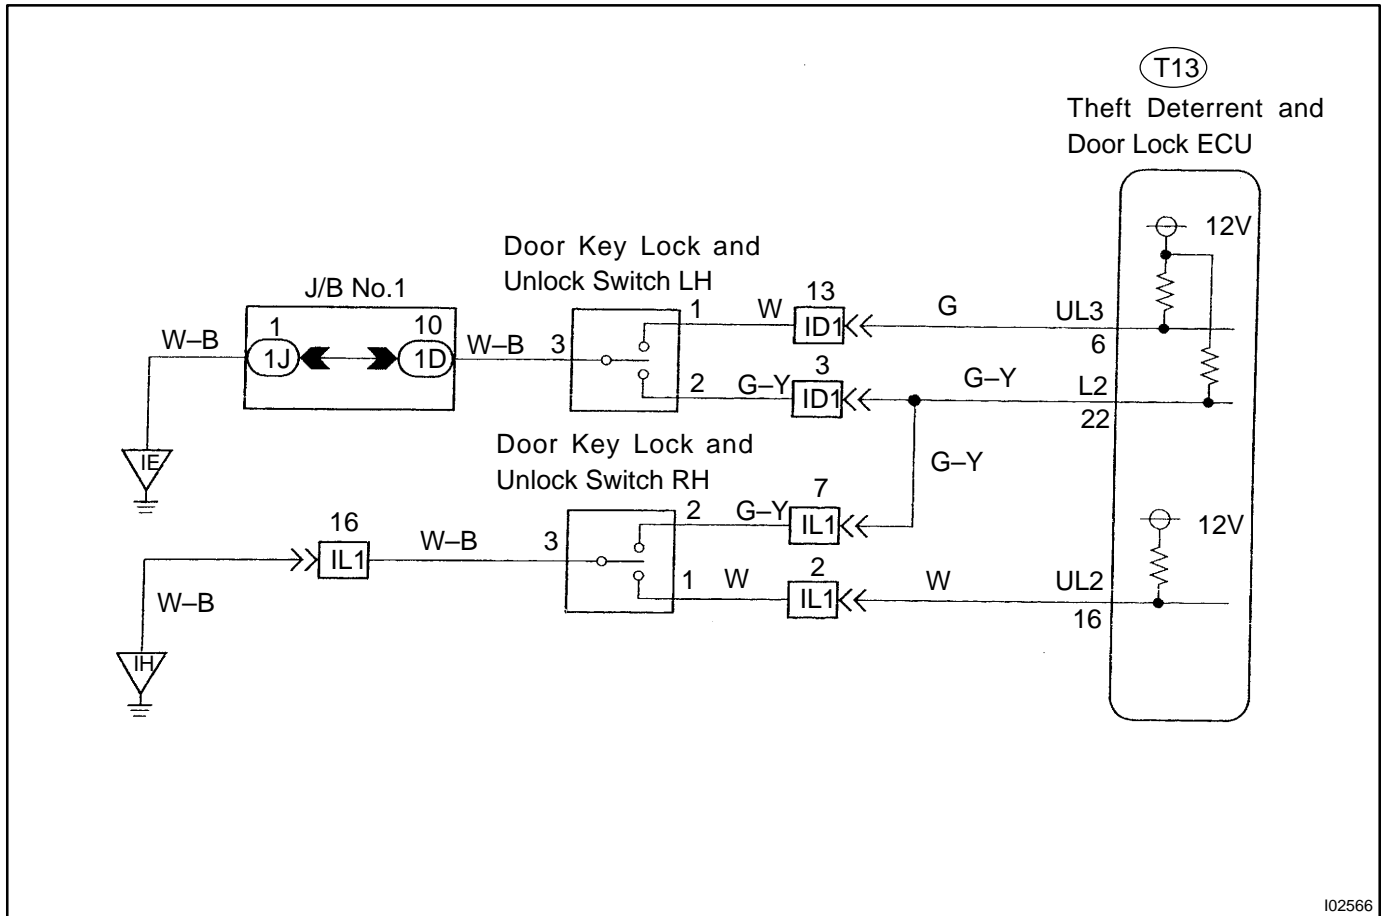 T13
Theft Deterrent and
Door Lock ECU
12V
Door Key Lock and
Unlock Switch LH
J/B No.1
13
1
10
1
W
ID1
G
UL3
6
W–B
1J
1D
W–B
3
2
G–Y
3
ID1
G–Y
L2
22
IE
Door Key Lock and
Unlock Switch RH
G–Y
7
2
G–Y
IL1
12V
16
IL1
W–B
3
1
W
2
IL1
W
UL2
16
W–B
IH
I02566